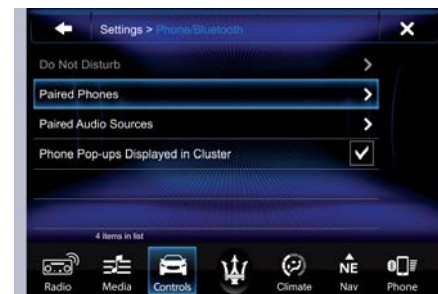 Settings > Phone/Bluetooth
Do Not Disturb
Paired Phones
Paired Audio Sources
Phone Pop-ups Displayed in Cluster
4 items in list
Radio Media Controls Climate NE Nav Phone